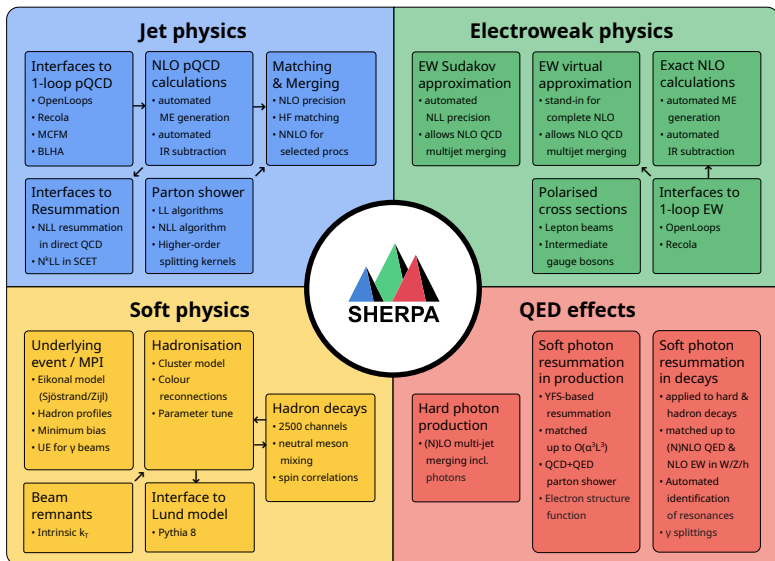 Jet physics
Interfaces to
1-loop pQCD
• OpenLoops
• Recola
• MCFM
• BLHA
NLO pQCD
calculations
• automated
ME generation
• automated
IR subtraction
Matching
& Merging
• NLO precision
• HF matching
• NNLO for
selected procs
Interfaces to
Resummation
• NLL resummation
in direct QCD
• NᵏLL in SCET
Parton shower
• LL algorithms
• NLL algorithm
• Higher-order
splitting kernels
Electroweak physics
EW Sudakov
approximation
• automated
NLL precision
• allows NLO QCD
multijet merging
EW virtual
approximation
• stand-in for
complete NLO
• allows NLO QCD
multijet merging
Exact NLO
calculations
• automated ME
generation
• automated
IR subtraction
Polarised
cross sections
• Lepton beams
• Intermediate
gauge bosons
Interfaces to
1-loop EW
• OpenLoops
• Recola
SHERPA
Soft physics
Underlying
event / MPI
• Eikonal model
(Sjöstrand/Zijl)
• Hadron profiles
• Minimum bias
• UE for γ beams
Hadronisation
• Cluster model
• Colour
reconnections
• Parameter tune
Hadron decays
• 2500 channels
• neutral meson
mixing
• spin correlations
Beam
remnants
• Intrinsic k_T
Interface to
Lund model
• Pythia 8
QED effects
Hard photon
production
• (N)LO multi-jet
merging incl.
photons
Soft photon
resummation
in production
• YFS-based
resummation
• matched
up to O(α³L³)
• QCD+QED
parton shower
• Electron structure
function
Soft photon
resummation
in decays
• applied to hard &
hadron decays
• matched up to
(N)NLO QED &
NLO EW in W/Z/h
• Automated
identification
of resonances
• γ splittings